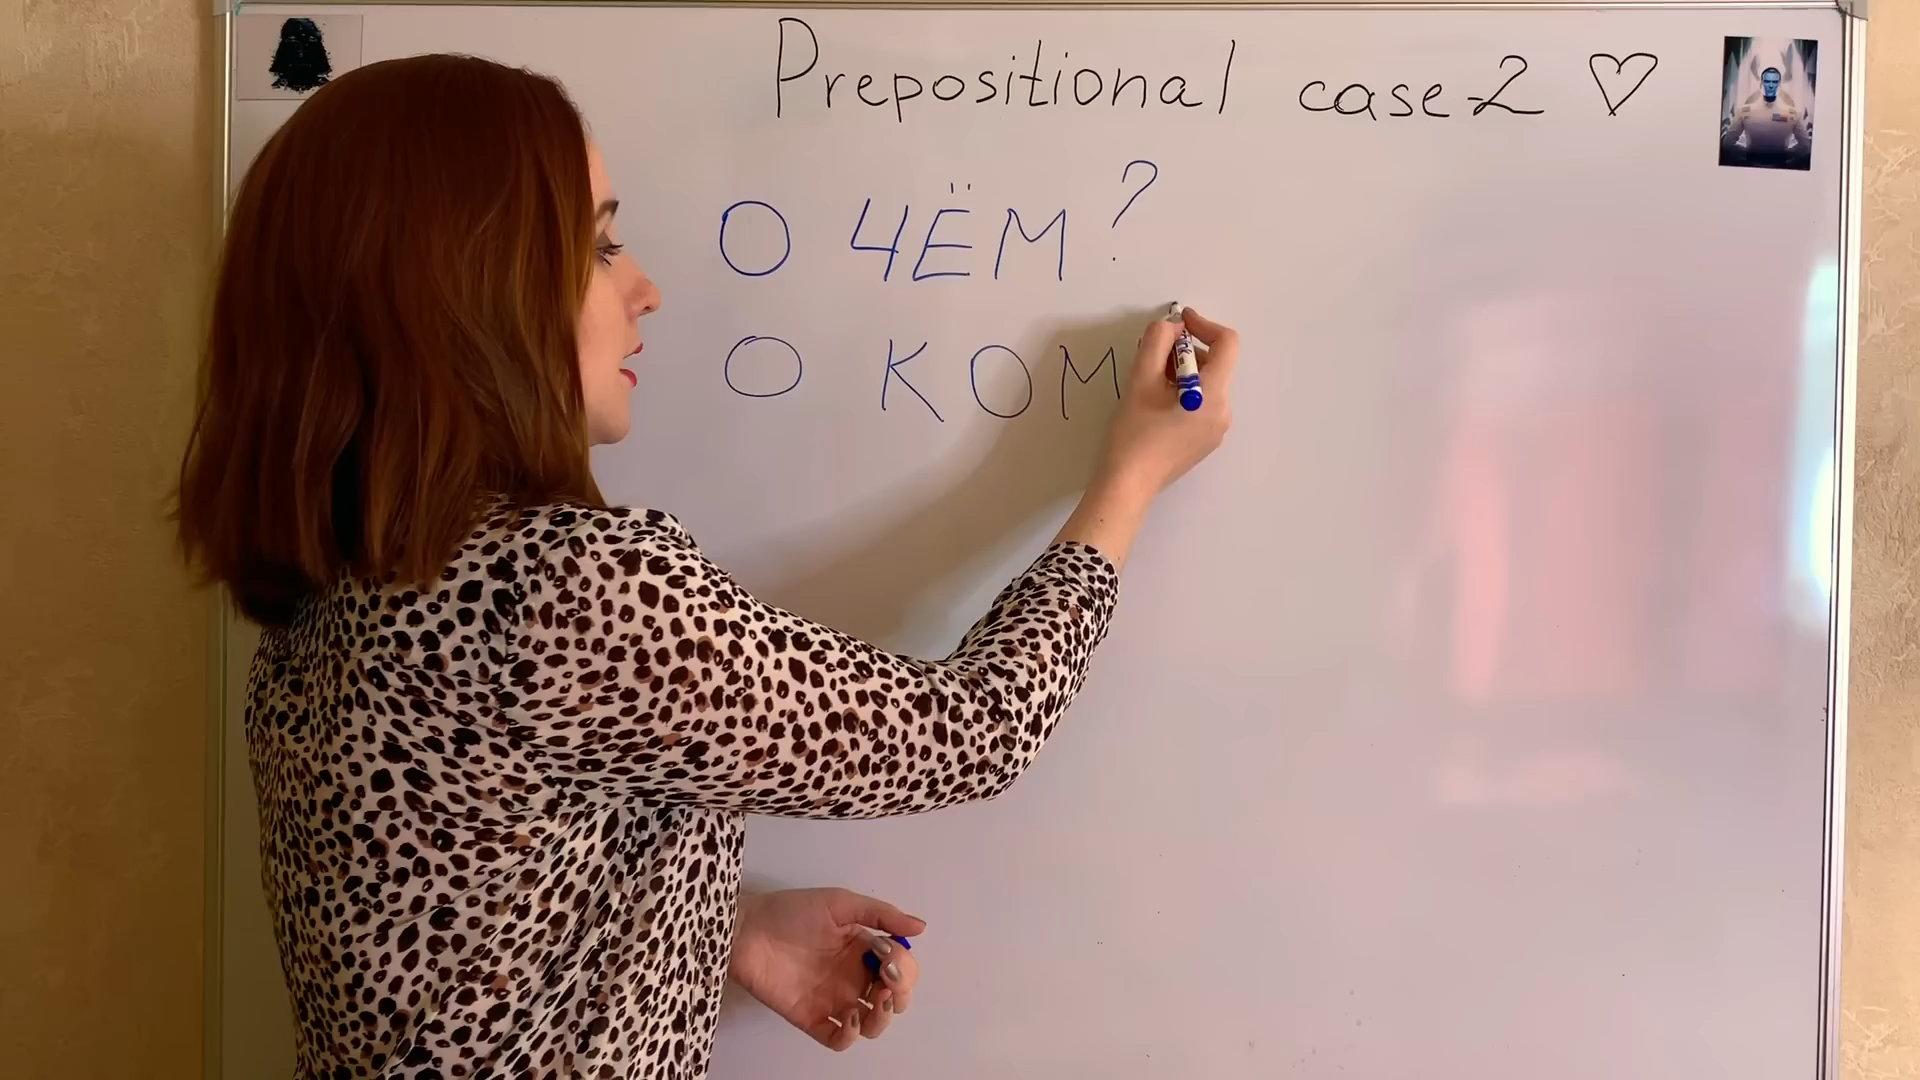 Prepositional case-2 ♡
О ЧЁМ?
О КОМ